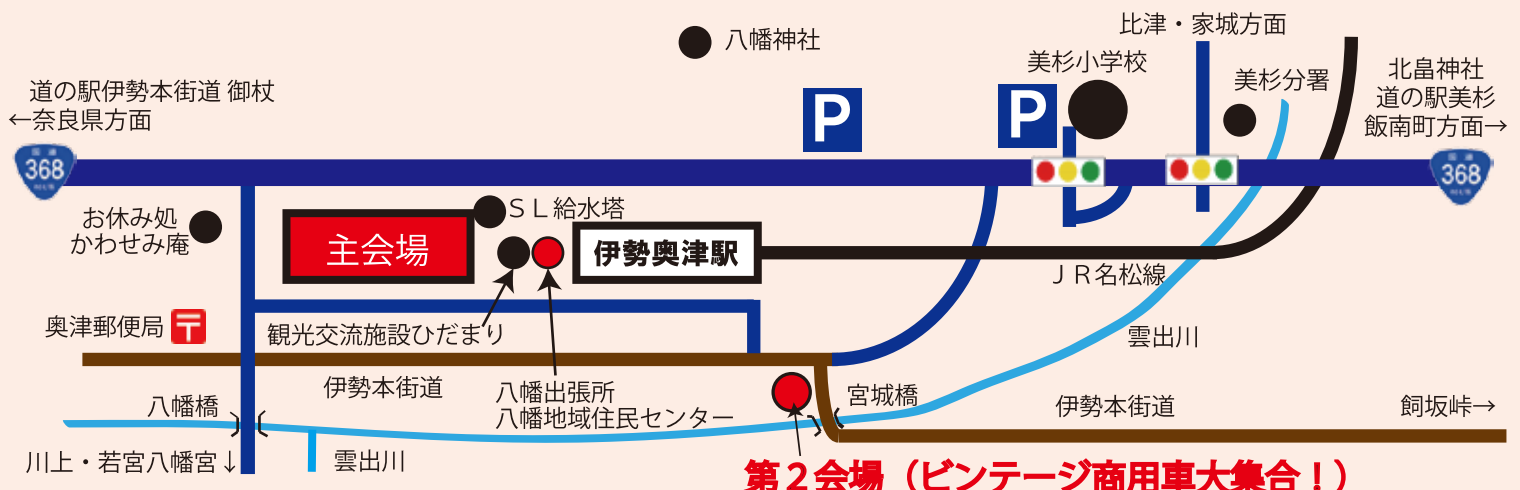 八幡神社
比津・家城方面
美杉小学校
美杉分署
北畠神社
道の駅美杉
飯南町方面→
道の駅伊勢本街道 御杖
←奈良県方面
P
P
368
368
お休み処
かわせみ庵
主会場
ＳＬ給水塔
伊勢奥津駅
ＪＲ名松線
奥津郵便局
〒
観光交流施設ひだまり
雲出川
伊勢本街道
八幡出張所
八幡地域住民センター
宮城橋
伊勢本街道
飼坂峠→
八幡橋
川上・若宮八幡宮↓
雲出川
第２会場（ビンテージ商用車大集合！）